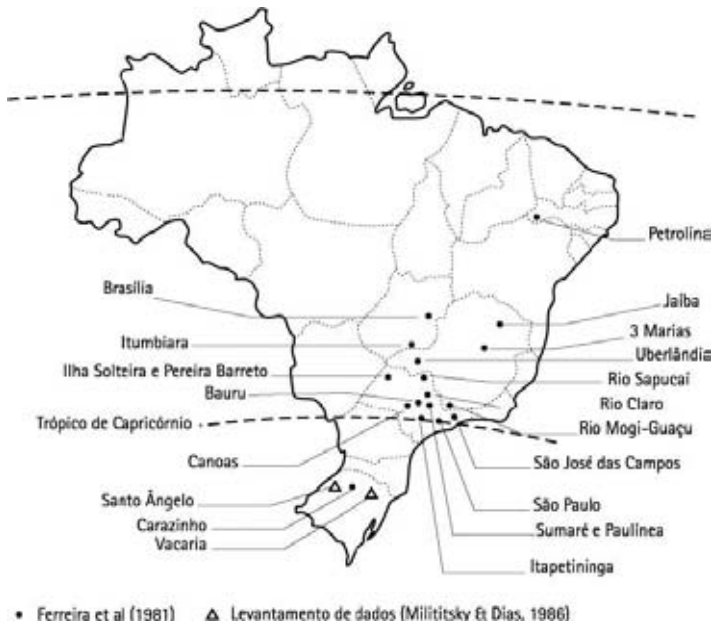 Petrolina
Brasília
Jaíba
3 Marias
Itumbiara
Uberlândia
Ilha Solteira e Pereira Barreto
Rio Sapucaí
Bauru
Rio Claro
Trópico de Capricórnio
Rio Mogi-Guaçu
Canoas
São José das Campos
Santo Ângelo
São Paulo
Carazinho
Sumaré e Paulínea
Vacaria
Itapetininga
• Ferreira et al (1981) △ Levantamento de dados (Milititsky & Dias, 1986)